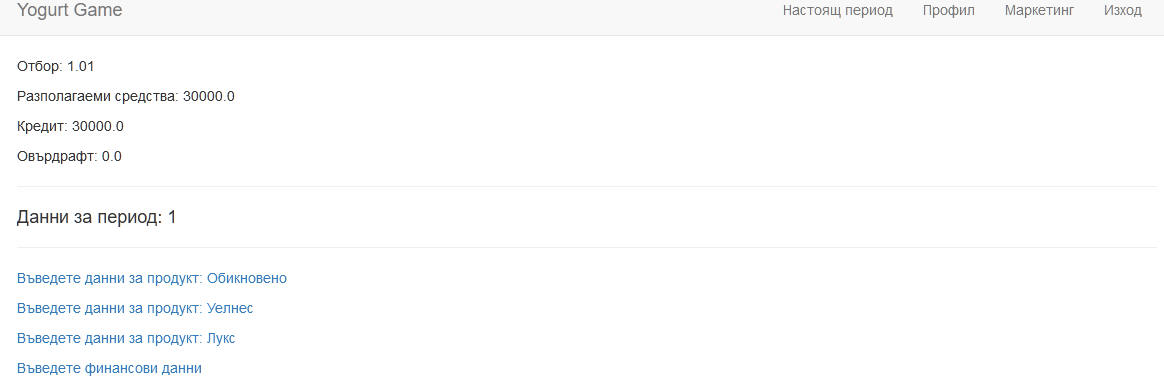 Yogurt Game Настоящ период Профил Маркетинг Изход
Отбор: 1.01
Разполагаеми средства: 30000.0
Кредит: 30000.0
Овърдрафт: 0.0
Данни за период: 1
Въведете данни за продукт: Обикновено
Въведете данни за продукт: Уелнес
Въведете данни за продукт: Лукс
Въведете финансови данни